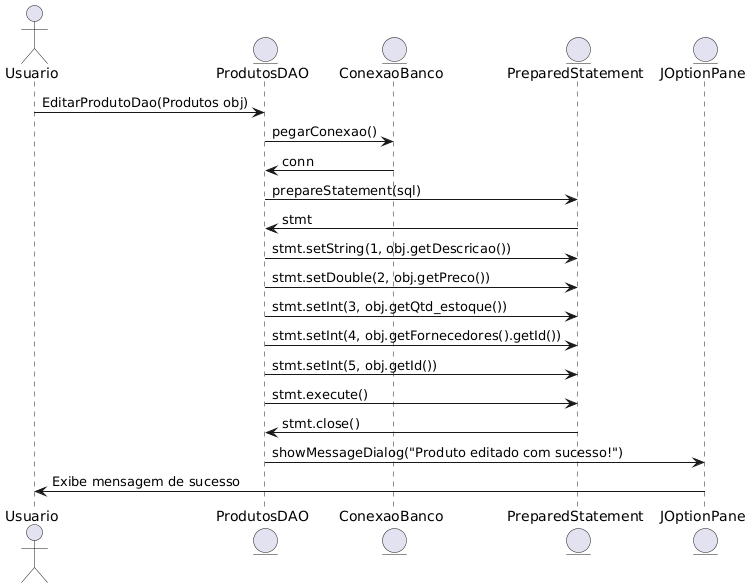 Usuario
ProdutosDAO
ConexaoBanco
PreparedStatement
JOptionPane
EditarProdutoDao(Produtos obj)
pegarConexao()
conn
prepareStatement(sql)
stmt
stmt.setString(1, obj.getDescricao())
stmt.setDouble(2, obj.getPreco())
stmt.setInt(3, obj.getQtd_estoque())
stmt.setInt(4, obj.getFornecedores().getId())
stmt.setInt(5, obj.getId())
stmt.execute()
stmt.close()
showMessageDialog("Produto editado com sucesso!")
Exibe mensagem de sucesso
Usuario
ProdutosDAO
ConexaoBanco
PreparedStatement
JOptionPane